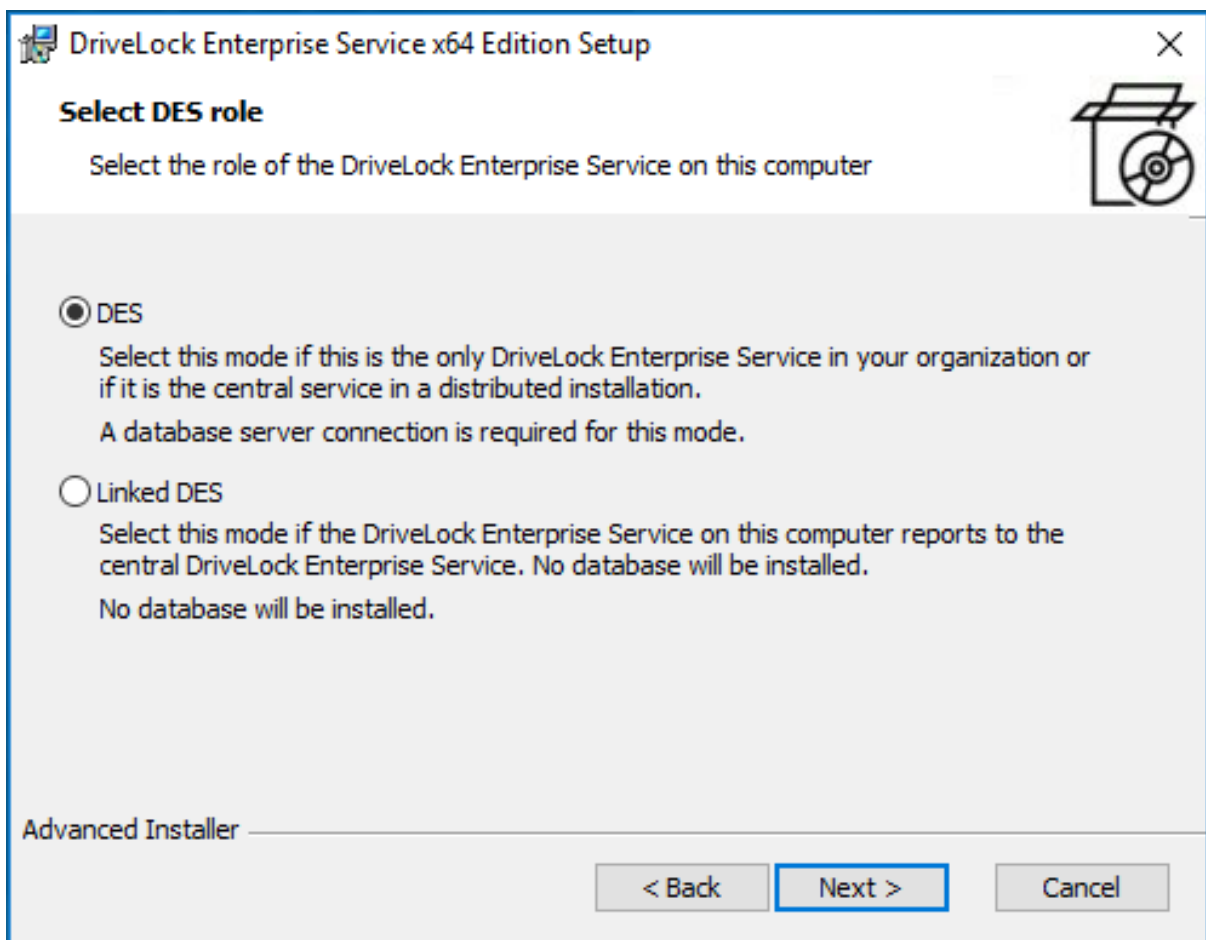 DriveLock Enterprise Service x64 Edition Setup
Select DES role
Select the role of the DriveLock Enterprise Service on this computer
DES
Select this mode if this is the only DriveLock Enterprise Service in your organization or
if it is the central service in a distributed installation.
A database server connection is required for this mode.
Linked DES
Select this mode if the DriveLock Enterprise Service on this computer reports to the
central DriveLock Enterprise Service. No database will be installed.
No database will be installed.
Advanced Installer
< Back
Next >
Cancel